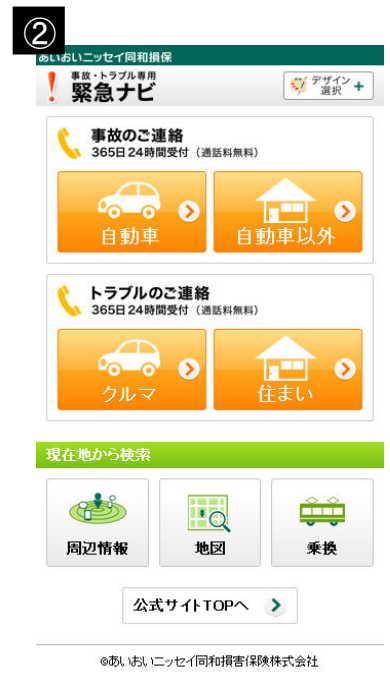 ②
あいおいニッセイ同和損保
事故・トラブル専用
緊急ナビ
デザイン
選択
事故のご連絡
365日24時間受付（通話料無料）
自動車
自動車以外
トラブルのご連絡
365日24時間受付（通話料無料）
クルマ
住まい
現在地から検索
周辺情報
地図
乗換
公式サイトTOPへ
©あいおいニッセイ同和損害保険株式会社